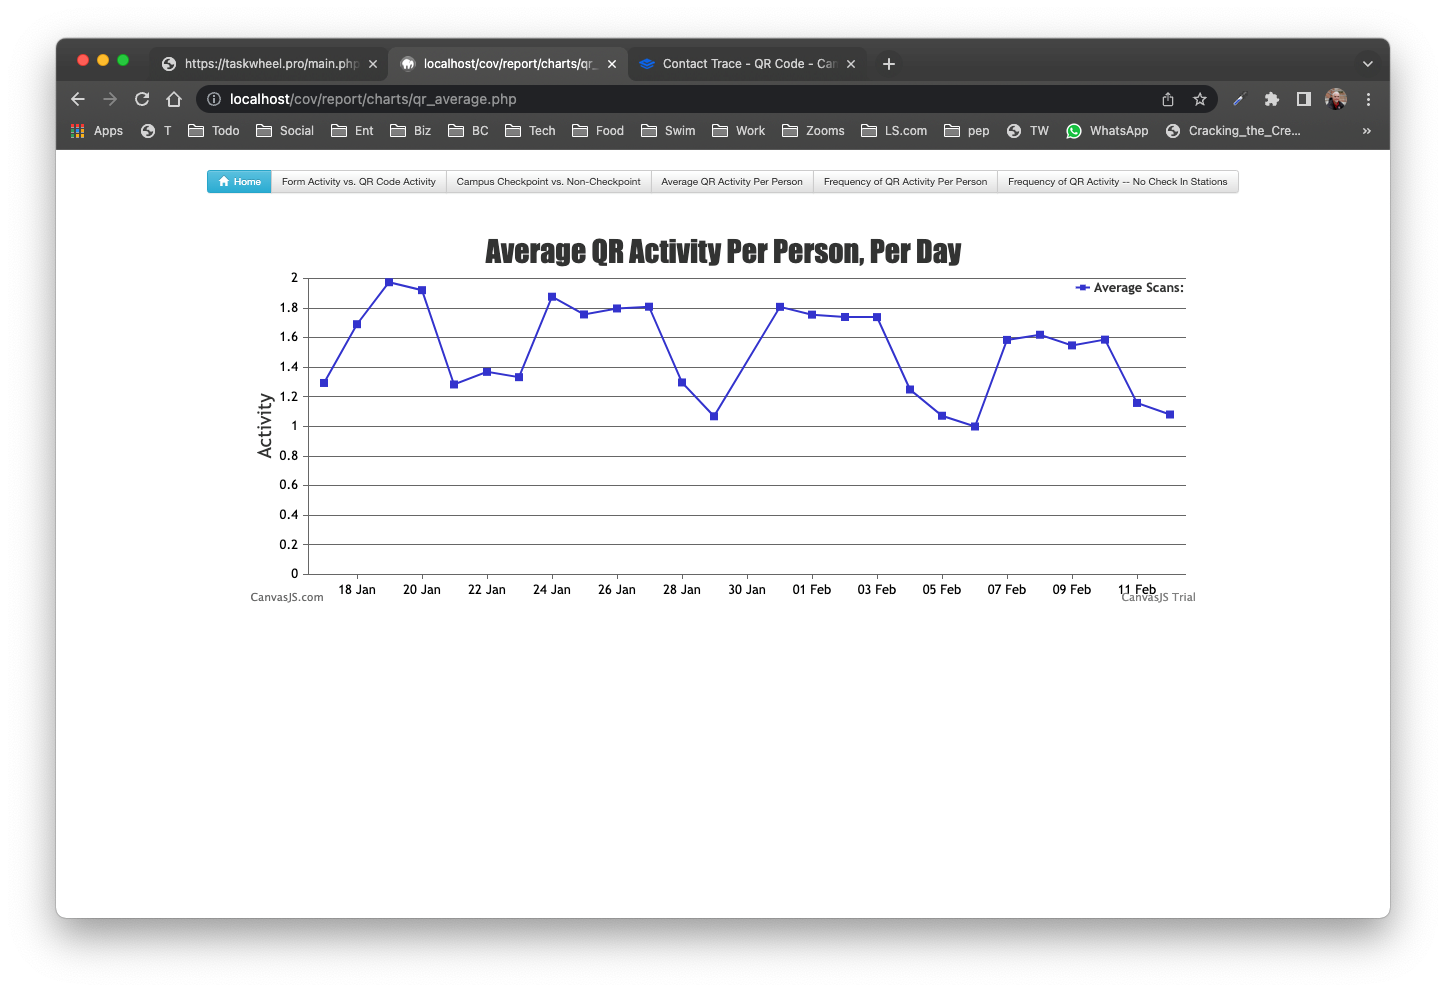 https://taskwheel.pro/main.php
localhost/cov/report/charts/qr_
Contact Trace - QR Code - Can
localhost/cov/report/charts/qr_average.php
Apps T Todo Social Ent Biz BC Tech Food Swim Work Zooms LS.com pep TW WhatsApp Cracking_the_Cre... »
Home Form Activity vs. QR Code Activity Campus Checkpoint vs. Non-Checkpoint Average QR Activity Per Person Frequency of QR Activity Per Person Frequency of QR Activity -- No Check In Stations
Average QR Activity Per Person, Per Day
Average Scans:
Activity
2
1.8
1.6
1.4
1.2
1
0.8
0.6
0.4
0.2
0
18 Jan 20 Jan 22 Jan 24 Jan 26 Jan 28 Jan 30 Jan 01 Feb 03 Feb 05 Feb 07 Feb 09 Feb 11 Feb
CanvasJS.com CanvasJS Trial